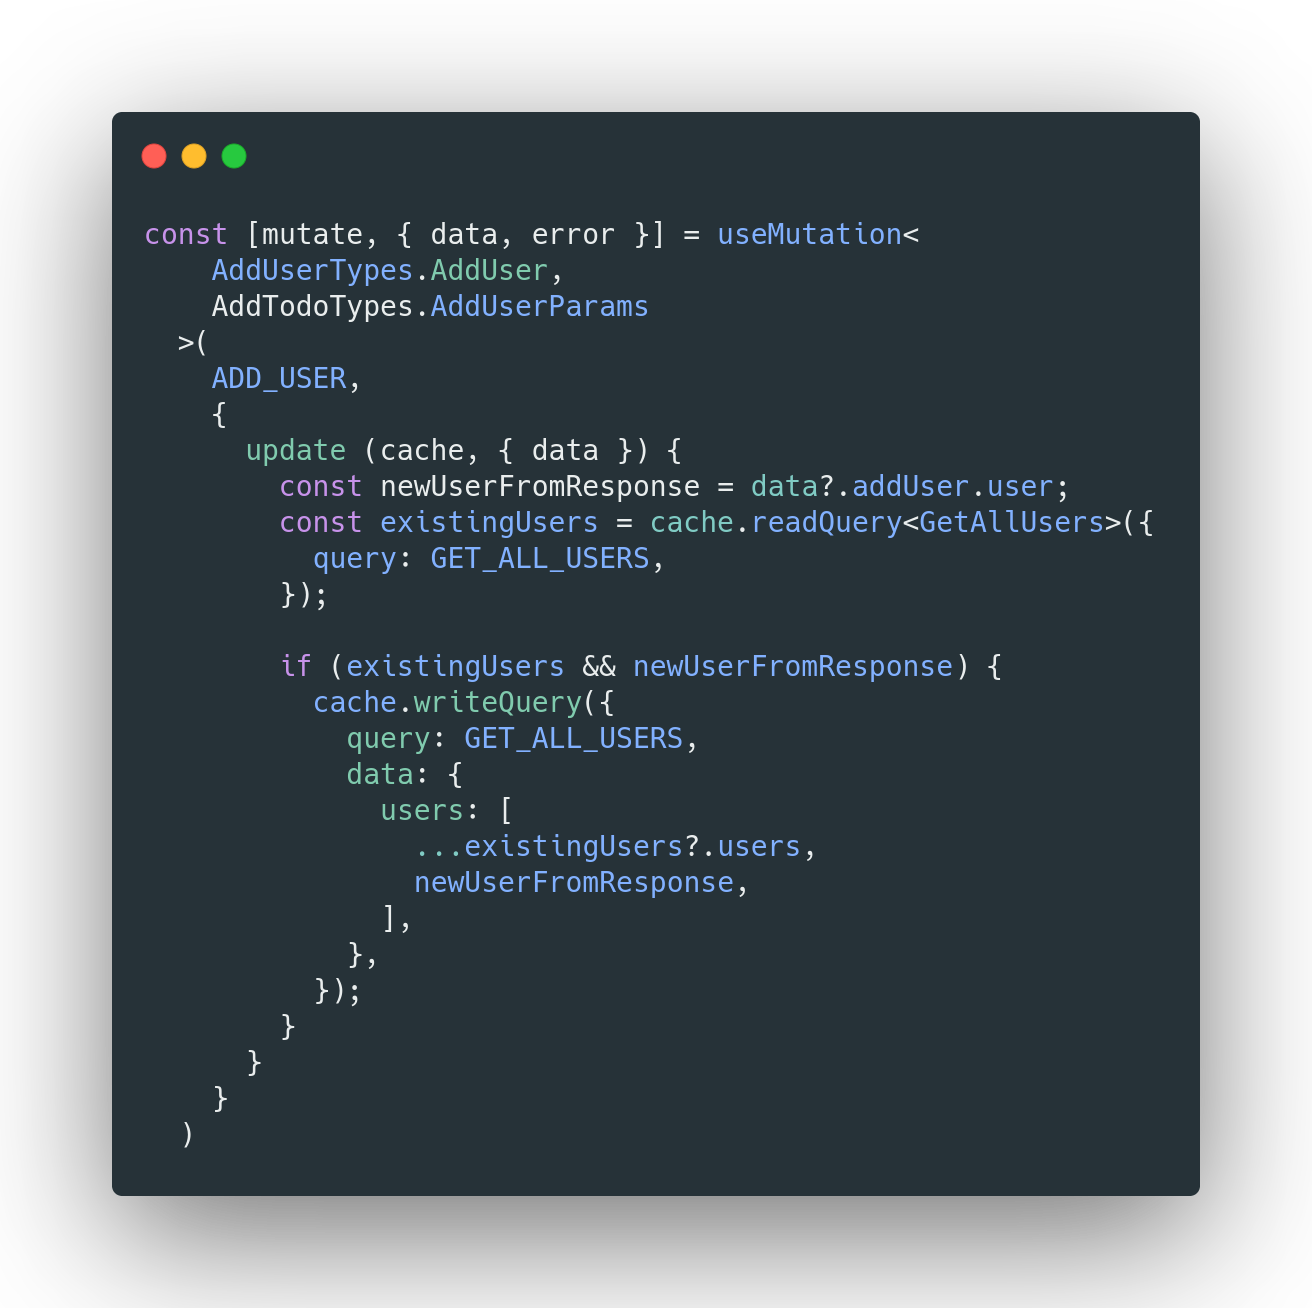 const [mutate, { data, error }] = useMutation<
    AddUserTypes.AddUser,
    AddTodoTypes.AddUserParams
  >(
    ADD_USER,
    {
      update (cache, { data }) {
        const newUserFromResponse = data?.addUser.user;
        const existingUsers = cache.readQuery<GetAllUsers>({
          query: GET_ALL_USERS,
        });

        if (existingUsers && newUserFromResponse) {
          cache.writeQuery({
            query: GET_ALL_USERS,
            data: {
              users: [
                ...existingUsers?.users,
                newUserFromResponse,
              ],
            },
          });
        }
      }
    }
  )